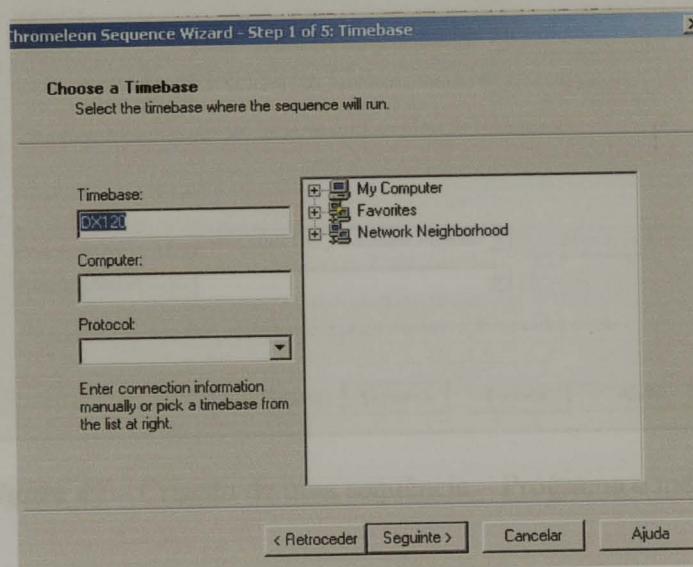 Chromeleon Sequence Wizard - Step 1 of 5: Timebase
Choose a Timebase
Select the timebase where the sequence will run.
Timebase:
DX120
Computer:
Protocol:
Enter connection information
manually or pick a timebase from
the list at right.
My Computer
Favorites
Network Neighborhood
< Retroceder
Seguinte >
Cancelar
Ajuda